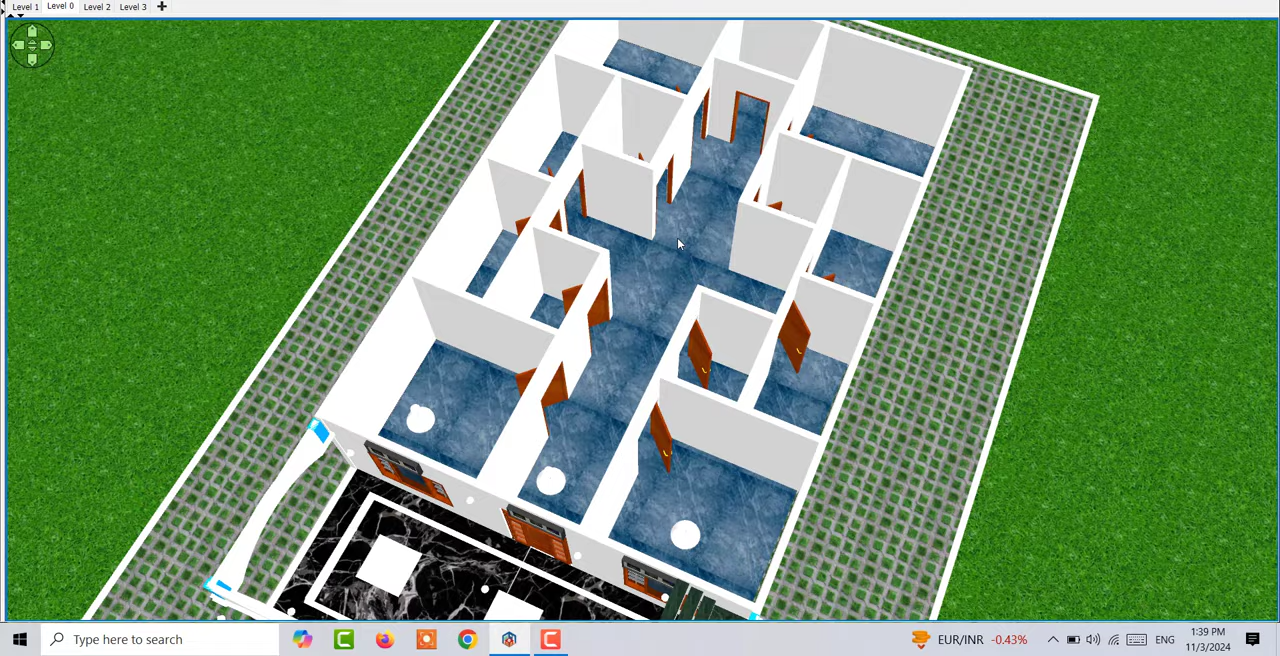 Level 1 Level 0 Level 2 Level 3
Type here to search
EUR/INR -0.43%
ENG
1:39 PM
11/3/2024